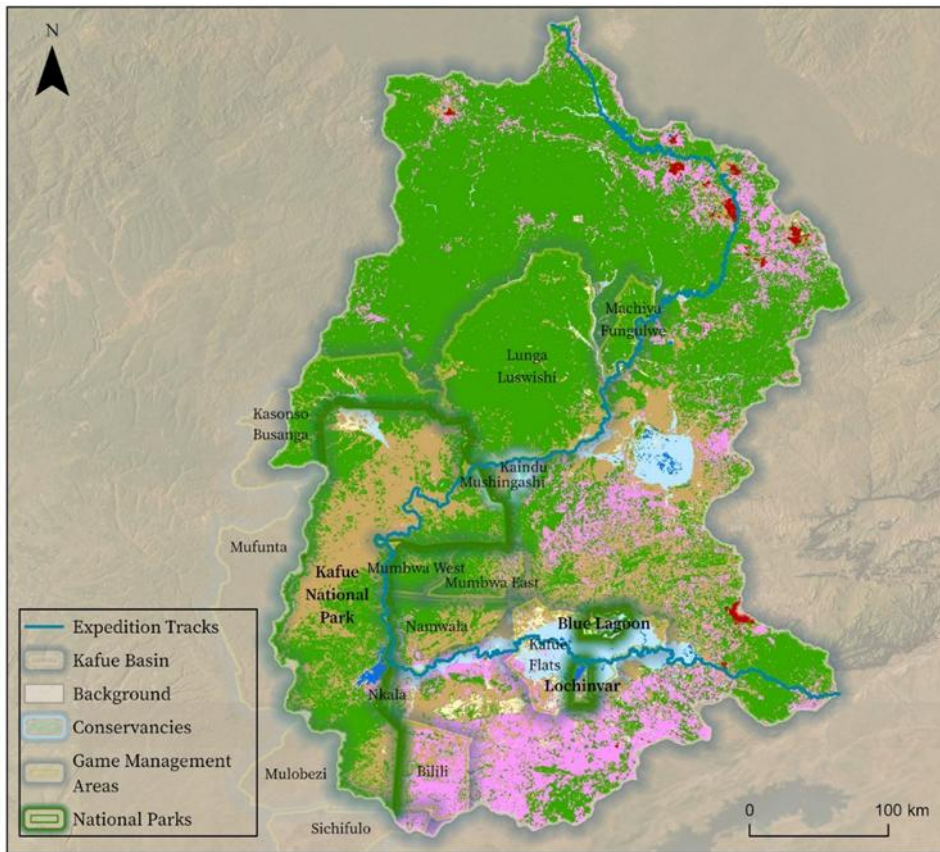 N
Machiya
Fungulwe
Lunga
Luswishi
Kasonso
Busanga
Kaindu
Mushingashi
Mufunta
Mumbwa West
Kafue
National
Park
Mumbwa East
Namwala
Blue Lagoon
Kafue
Flats
Lochinvar
Nkala
Mulobezi
Bilili
Sichifulo
Expedition Tracks
Kafue Basin
Background
Conservancies
Game Management
Areas
National Parks
0 100 km